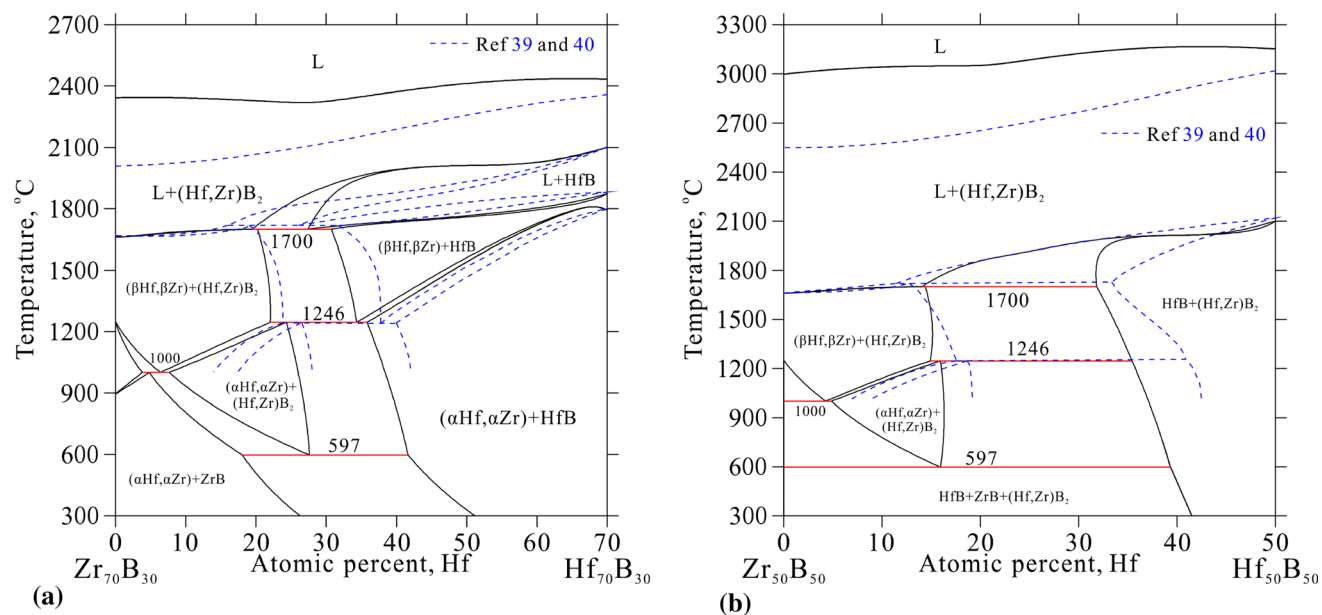 2700
2400
2100
1800
1500
1200
900
600
300
Temperature, °C
L
Ref 39 and 40
L+(Hf,Zr)B₂
L+HfB
1700
(βHf,βZr)+HfB
(βHf,βZr)+(Hf,Zr)B₂
1246
1000
(αHf,αZr)+
(Hf,Zr)B₂
(αHf,αZr)+HfB
597
(αHf,αZr)+ZrB
0 10 20 30 40 50 60 70
Zr₇₀B₃₀ Atomic percent, Hf Hf₇₀B₃₀
(a)
3300
3000
2700
2400
2100
1800
1500
1200
900
600
300
Temperature, °C
L
Ref 39 and 40
L+(Hf,Zr)B₂
1700
HfB+(Hf,Zr)B₂
(βHf,βZr)+(Hf,Zr)B₂
1246
1000
(αHf,αZr)+
(Hf,Zr)B₂
597
HfB+ZrB+(Hf,Zr)B₂
0 10 20 30 40 50
Zr₅₀B₅₀ Atomic percent, Hf Hf₅₀B₅₀
(b)